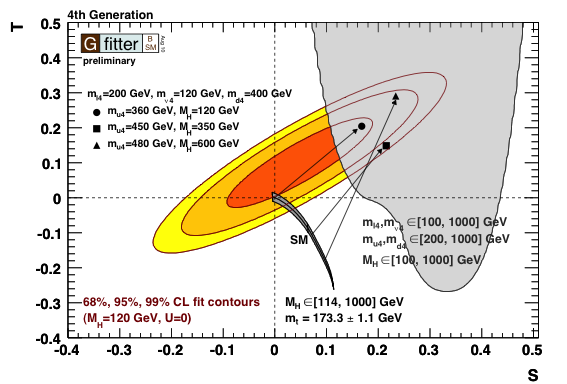 4th Generation
T
0.5
0.4
0.3
0.2
0.1
0
-0.1
-0.2
-0.3
-0.4
G fitter B SM Aug 10
preliminary
m_l4=200 GeV, m_ν4=120 GeV, m_d4=400 GeV
m_u4=360 GeV, M_H=120 GeV
m_u4=450 GeV, M_H=350 GeV
m_u4=480 GeV, M_H=600 GeV
m_l4,m_ν4 ∈[100, 1000] GeV
m_u4,m_d4 ∈[200, 1000] GeV
M_H ∈[100, 1000] GeV
SM
68%, 95%, 99% CL fit contours
(M_H=120 GeV, U=0)
M_H ∈[114, 1000] GeV
m_t = 173.3 ± 1.1 GeV
-0.4 -0.3 -0.2 -0.1 0 0.1 0.2 0.3 0.4 0.5
S